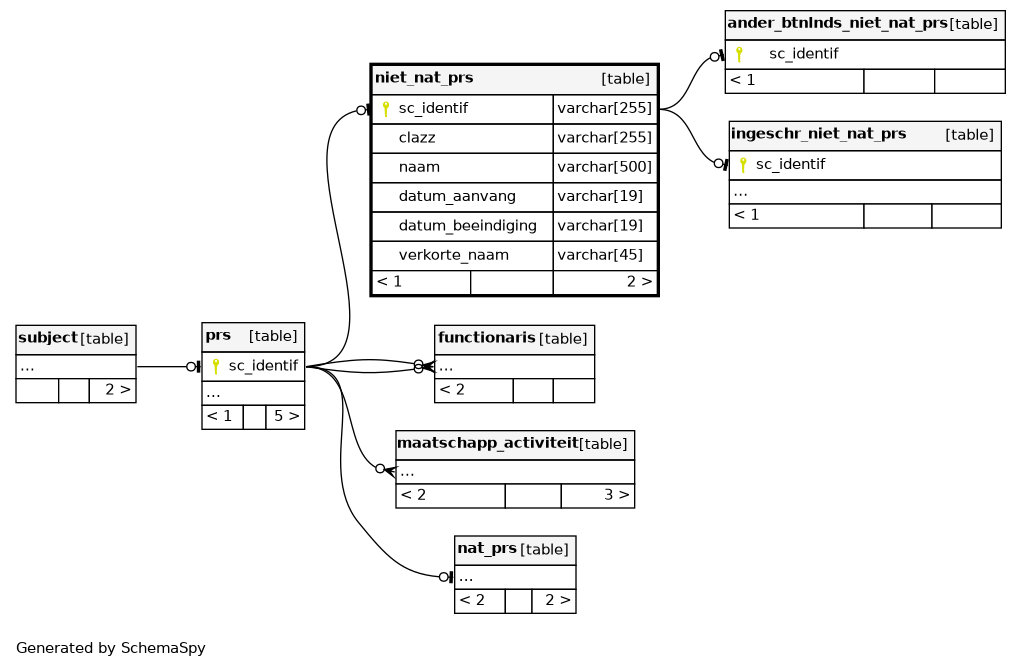 ander_btnlnds_niet_nat_prs [table]
sc_identif
< 1
niet_nat_prs [table]
sc_identif varchar[255]
clazz varchar[255]
naam varchar[500]
datum_aanvang varchar[19]
datum_beeindiging varchar[19]
verkorte_naam varchar[45]
< 1 2 >
ingeschr_niet_nat_prs [table]
sc_identif
...
< 1
subject [table]
...
2 >
prs [table]
sc_identif
...
< 1 5 >
functionaris [table]
...
< 2
maatschapp_activiteit [table]
...
< 2 3 >
nat_prs [table]
...
< 2 2 >
Generated by SchemaSpy